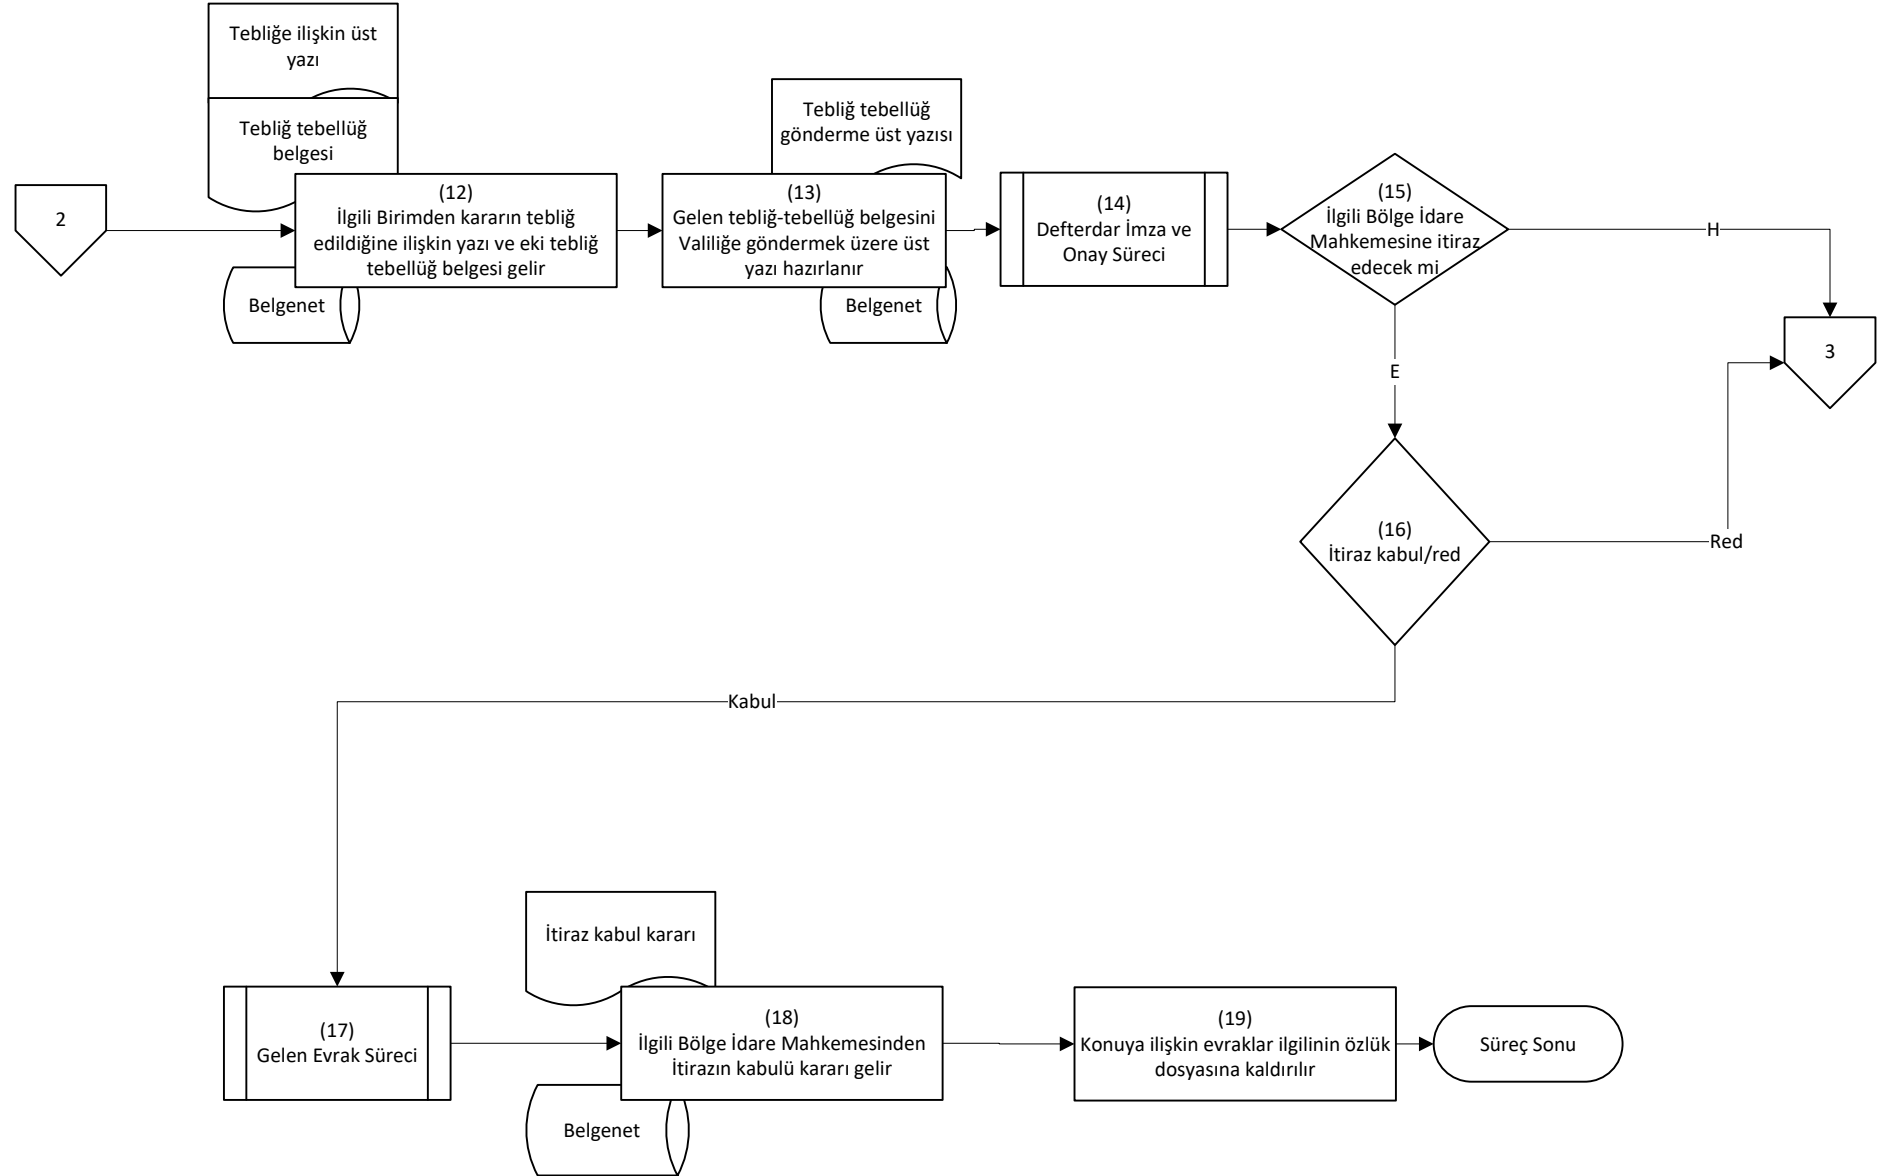 Tebliğe ilişkin üst
yazı
Tebliğ tebellüğ
belgesi
2
(12)
İlgili Birimden kararın tebliğ
edildiğine ilişkin yazı ve eki tebliğ
tebellüğ belgesi gelir
Belgenet
Tebliğ tebellüğ
gönderme üst yazısı
(13)
Gelen tebliğ-tebellüğ belgesini
Valiliğe göndermek üzere üst
yazı hazırlanır
Belgenet
(14)
Defterdar İmza ve
Onay Süreci
(15)
İlgili Bölge İdare
Mahkemesine itiraz
edecek mi
H
3
E
(16)
İtiraz kabul/red
Red
Kabul
(17)
Gelen Evrak Süreci
İtiraz kabul kararı
(18)
İlgili Bölge İdare Mahkemesinden
İtirazın kabulü kararı gelir
Belgenet
(19)
Konuya ilişkin evraklar ilgilinin özlük
dosyasına kaldırılır
Süreç Sonu